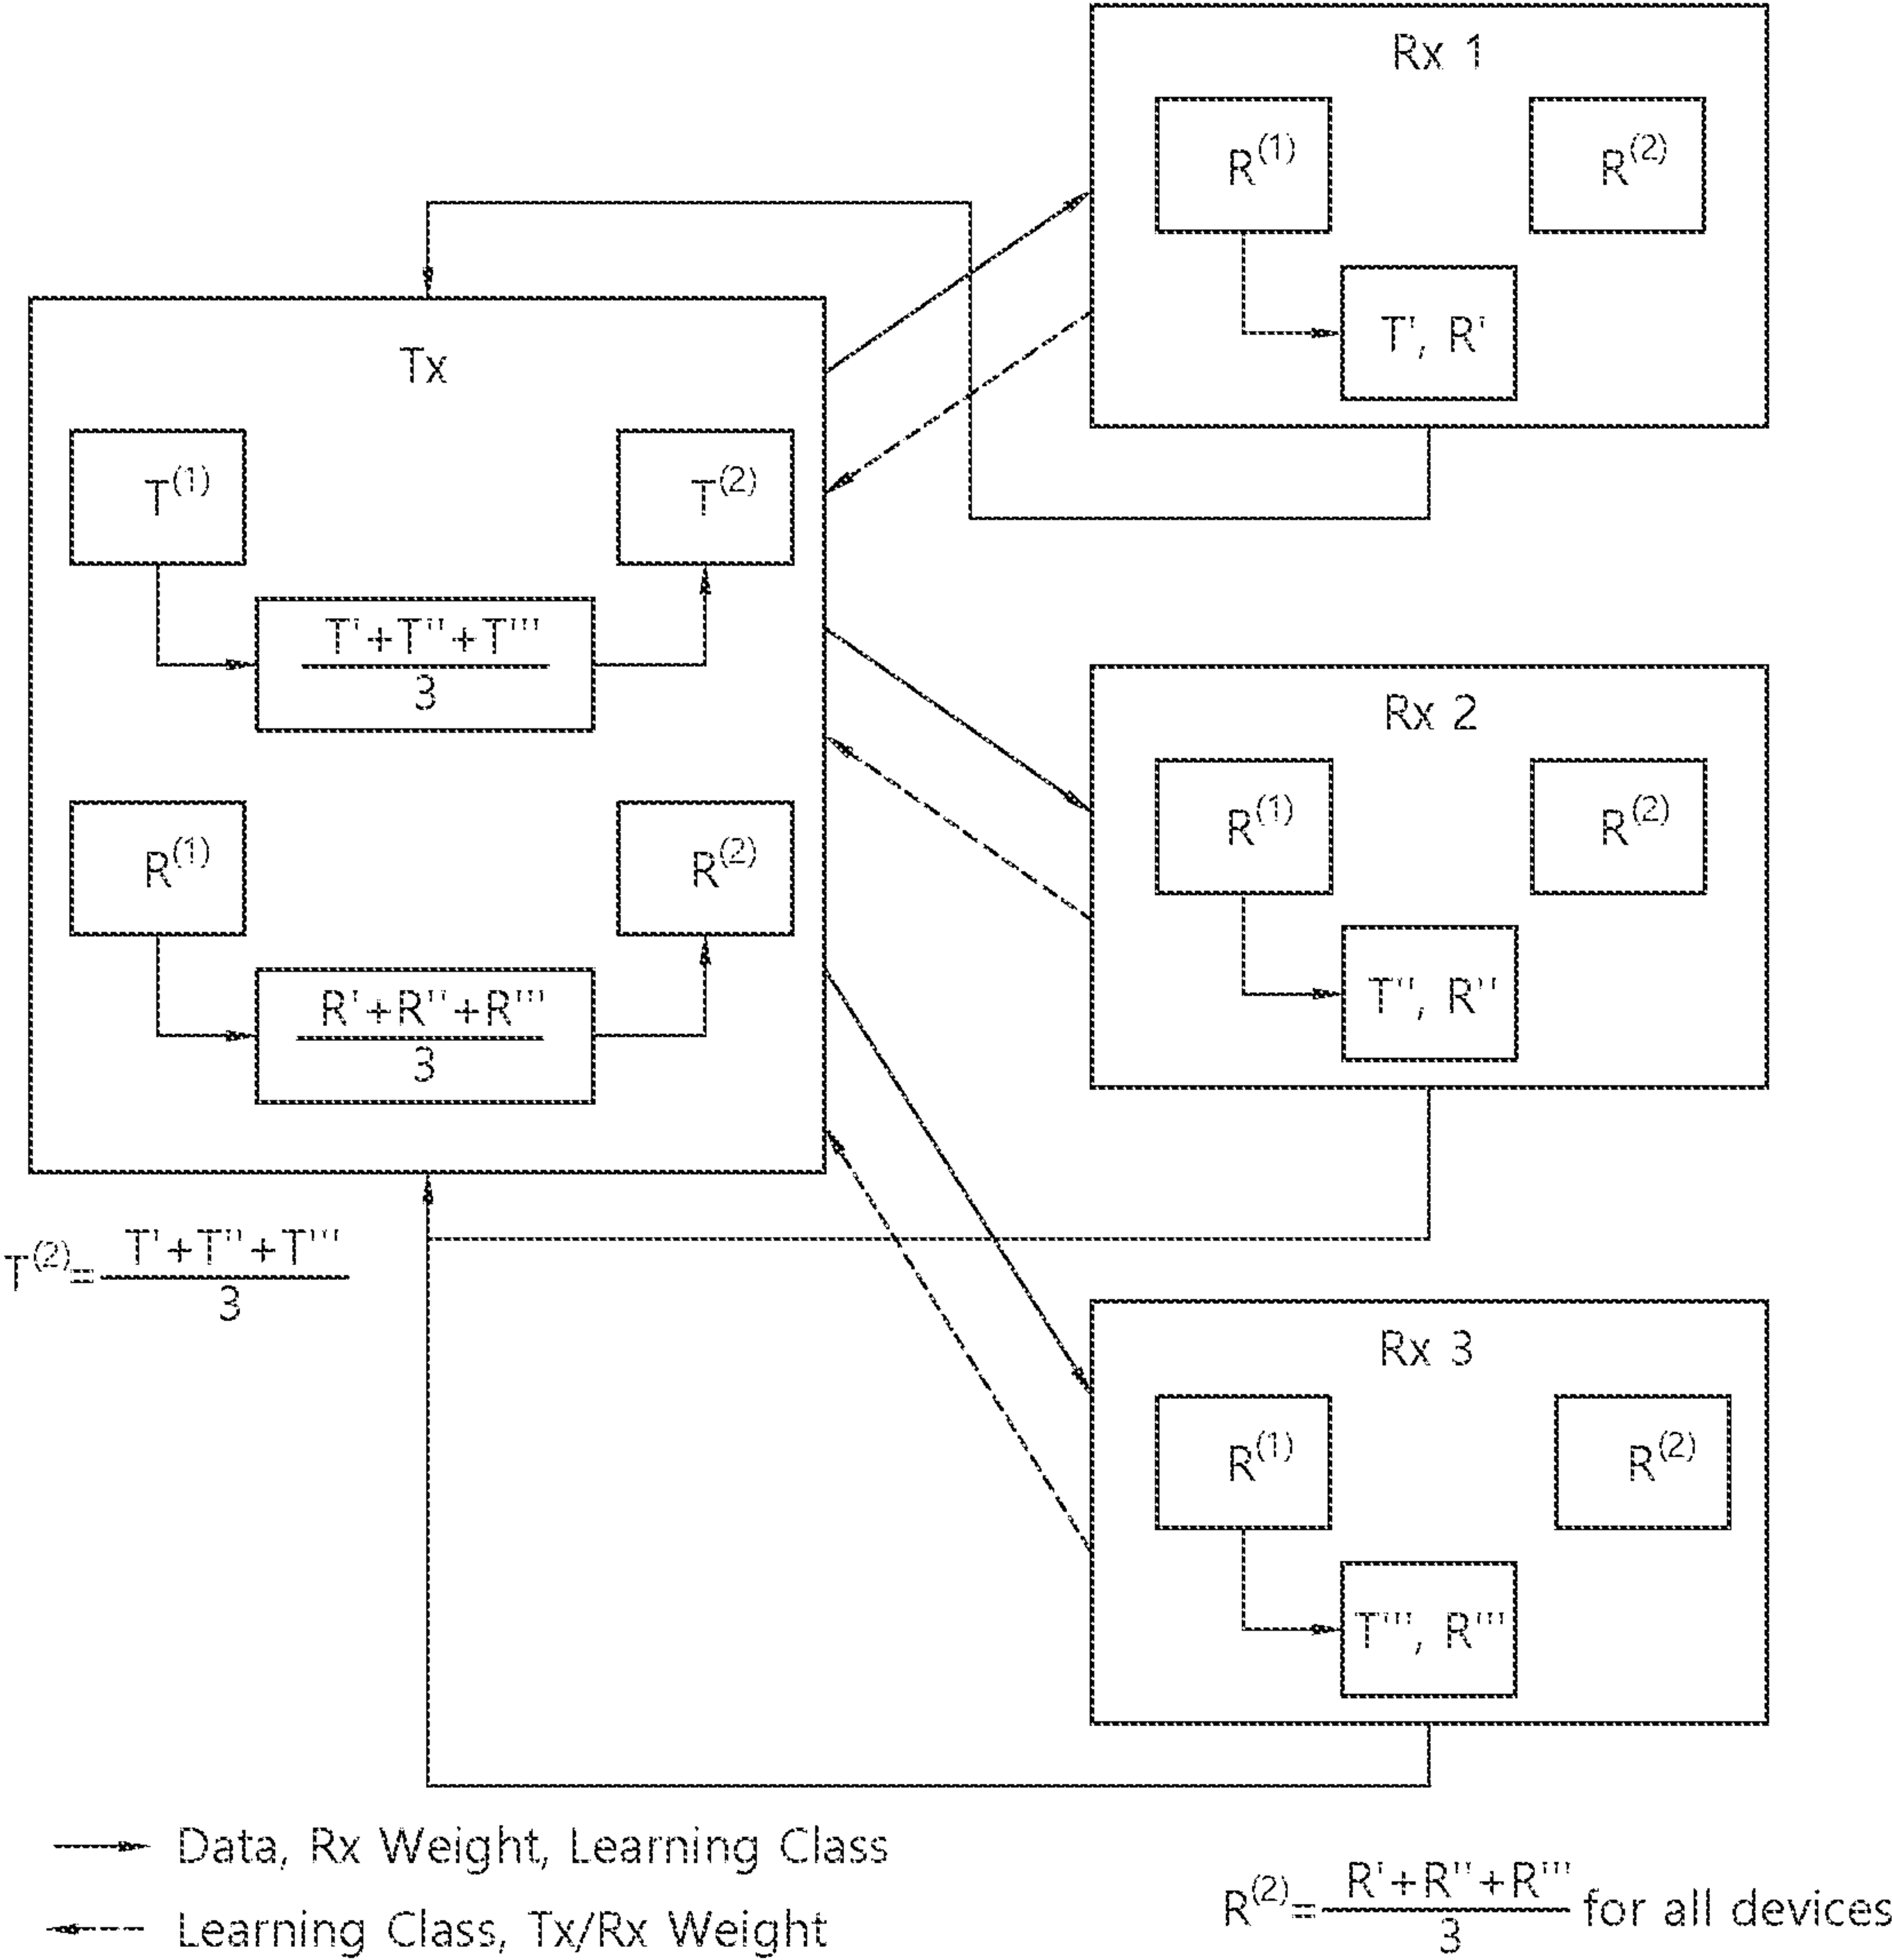 Rx 1
R(1)
R(2)
T', R'
Tx
T(1)
T(2)
T'+T''+T'''
3
R(1)
R(2)
R'+R''+R'''
3
Rx 2
R(1)
R(2)
T'', R''
T(2)=
T'+T''+T'''
3
Rx 3
R(1)
R(2)
T''', R'''
Data, Rx Weight, Learning Class
Learning Class, Tx/Rx Weight
R(2)=
R'+R''+R'''
3
for all devices